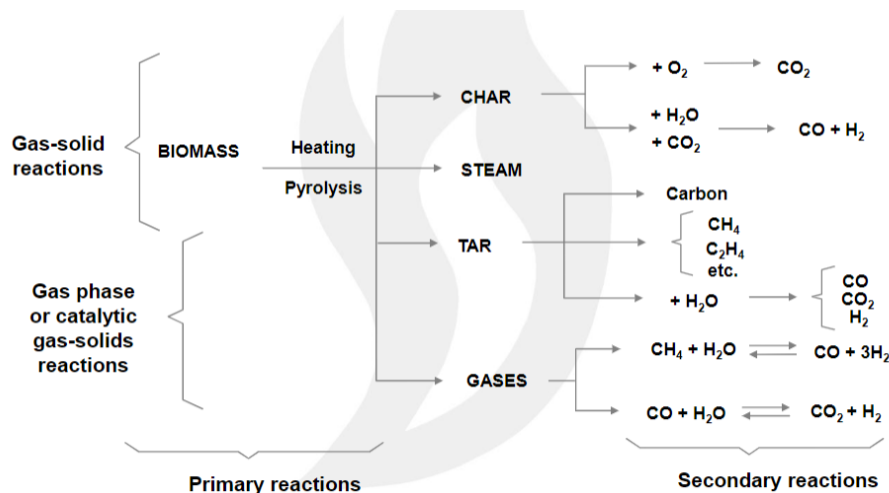 + O₂ CO₂
CHAR
+ H₂O
+ CO₂ CO + H₂
Gas-solid
reactions
BIOMASS
Heating
Pyrolysis
STEAM
Carbon
CH₄
C₂H₄
etc.
TAR
Gas phase
or catalytic
gas-solids
reactions
+ H₂O
CO
CO₂
H₂
CH₄ + H₂O CO + 3H₂
GASES
CO + H₂O CO₂ + H₂
Primary reactions
Secondary reactions